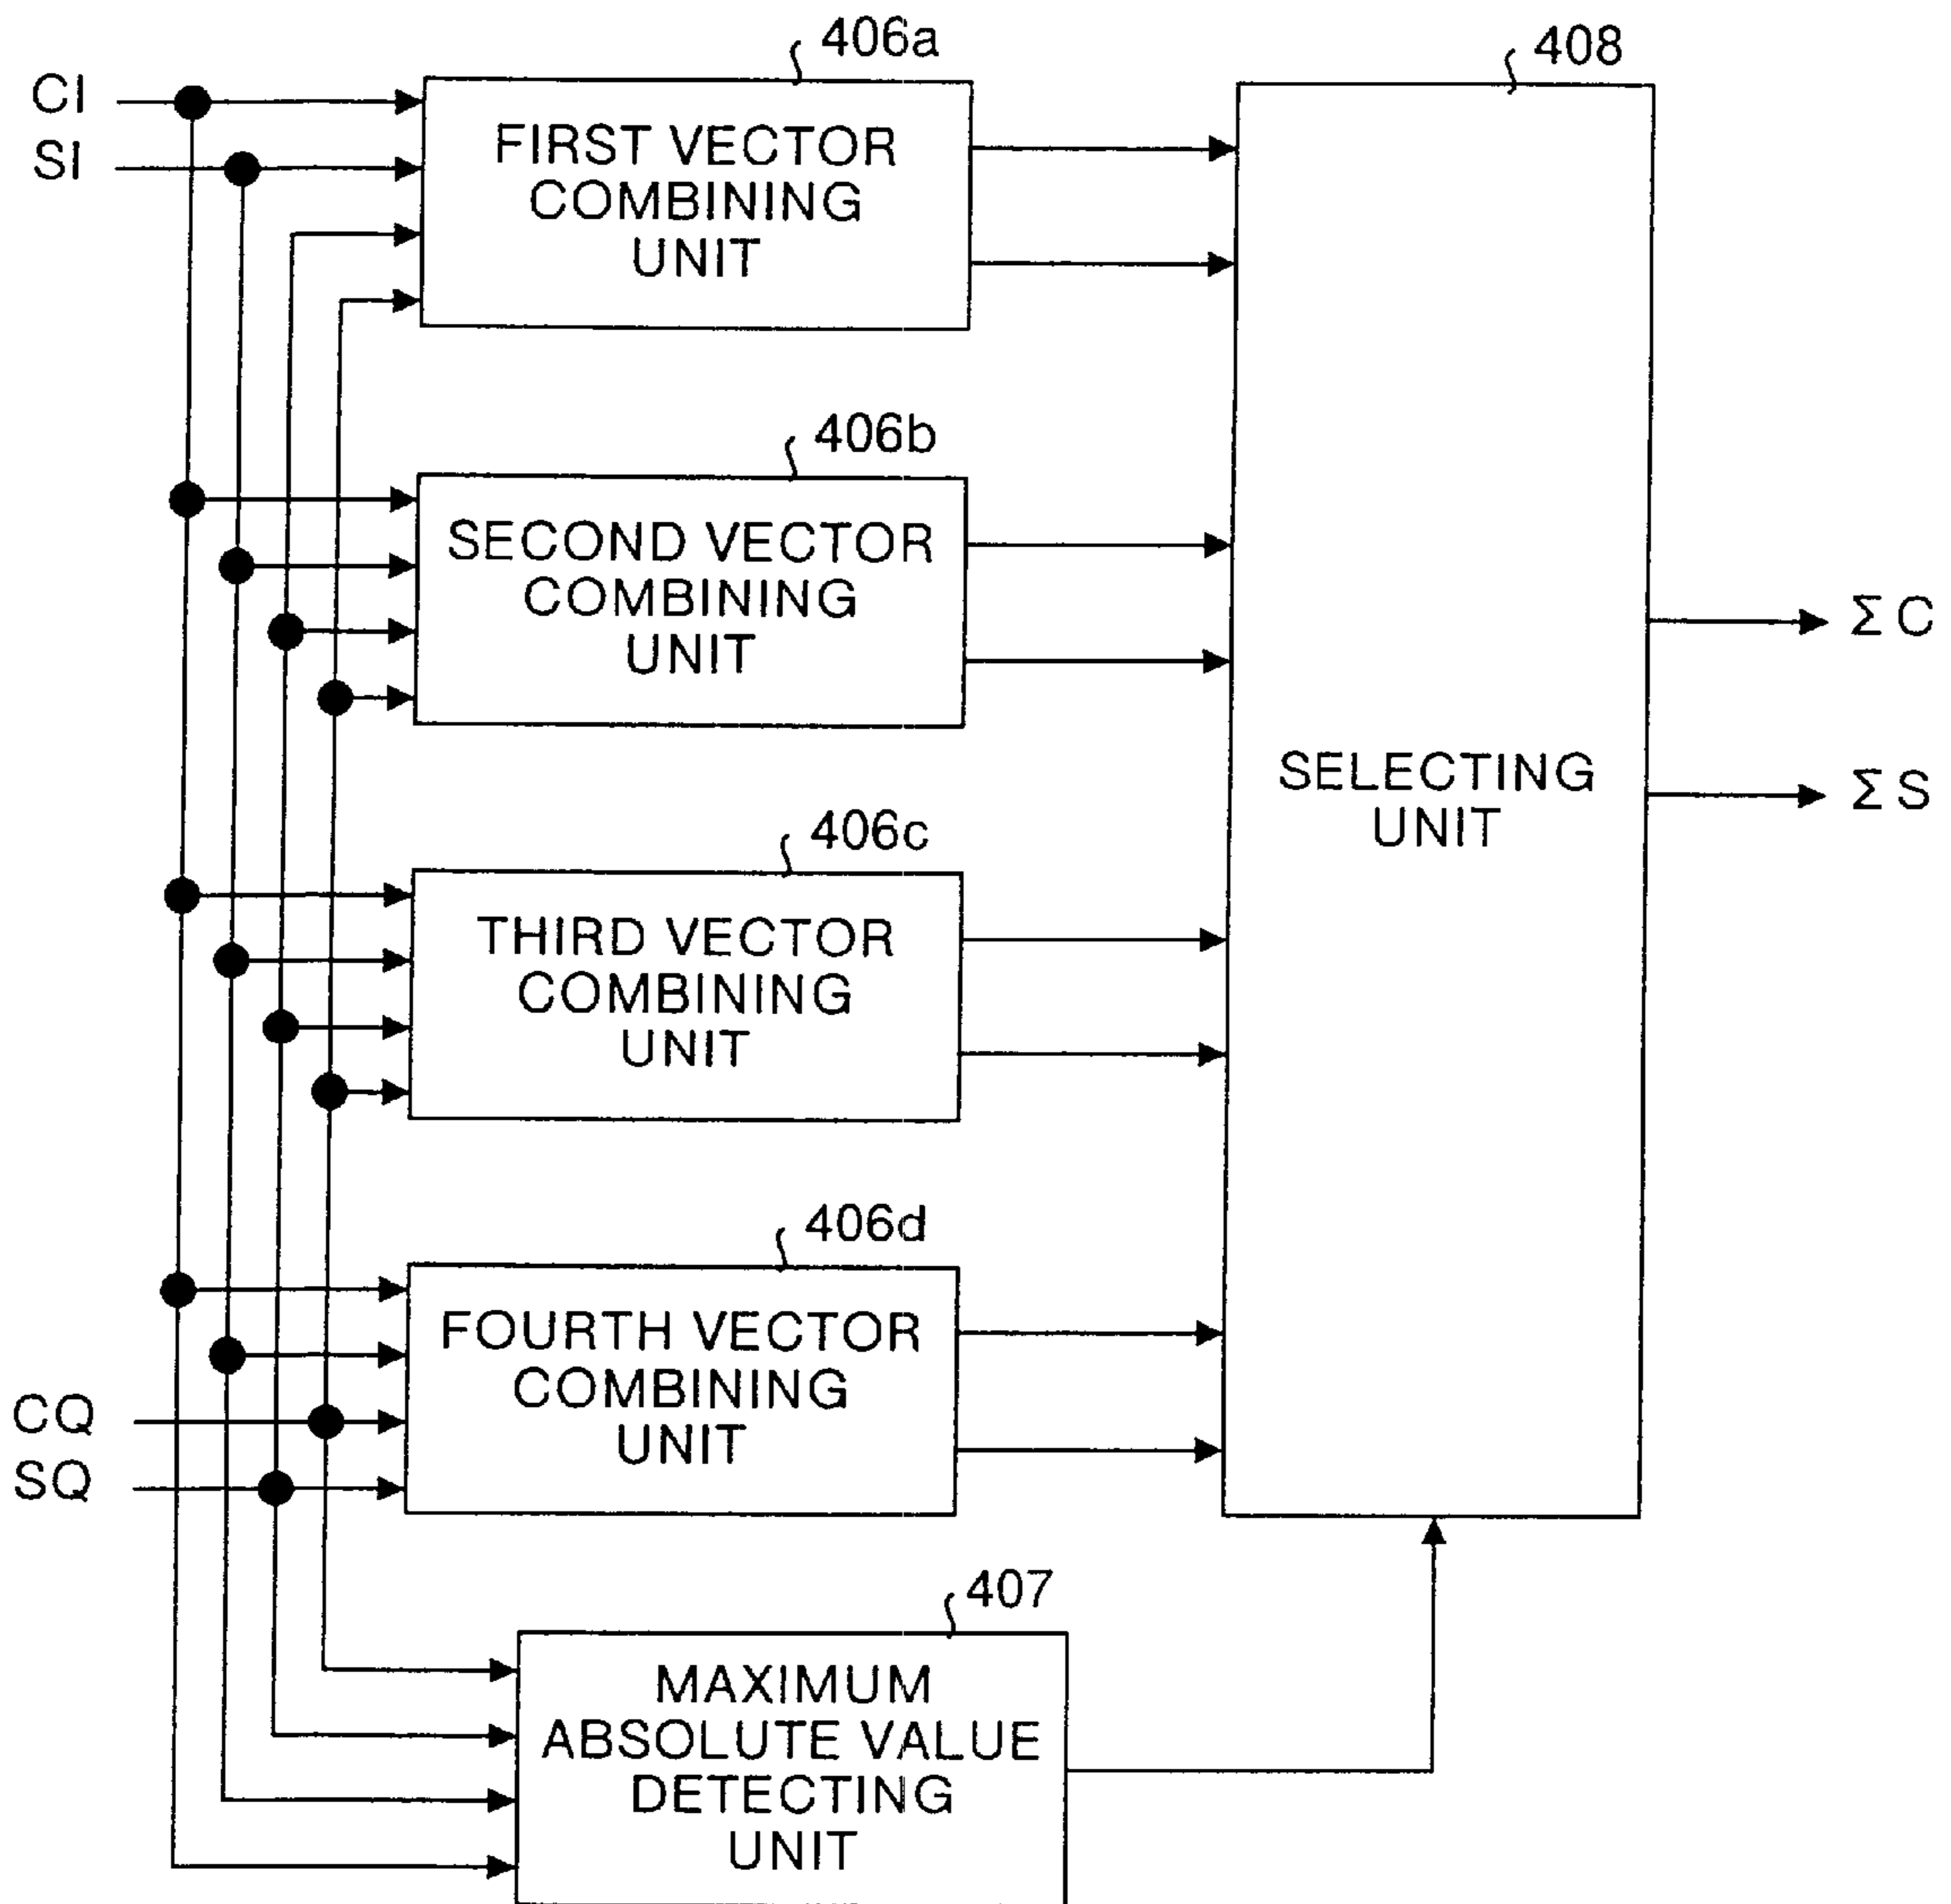 406a
408
CI
SI
FIRST VECTOR
COMBINING
UNIT
406b
SECOND VECTOR
COMBINING
UNIT
ΣC
SELECTING
UNIT
ΣS
406c
THIRD VECTOR
COMBINING
UNIT
406d
FOURTH VECTOR
COMBINING
UNIT
CQ
SQ
407
MAXIMUM
ABSOLUTE VALUE
DETECTING
UNIT